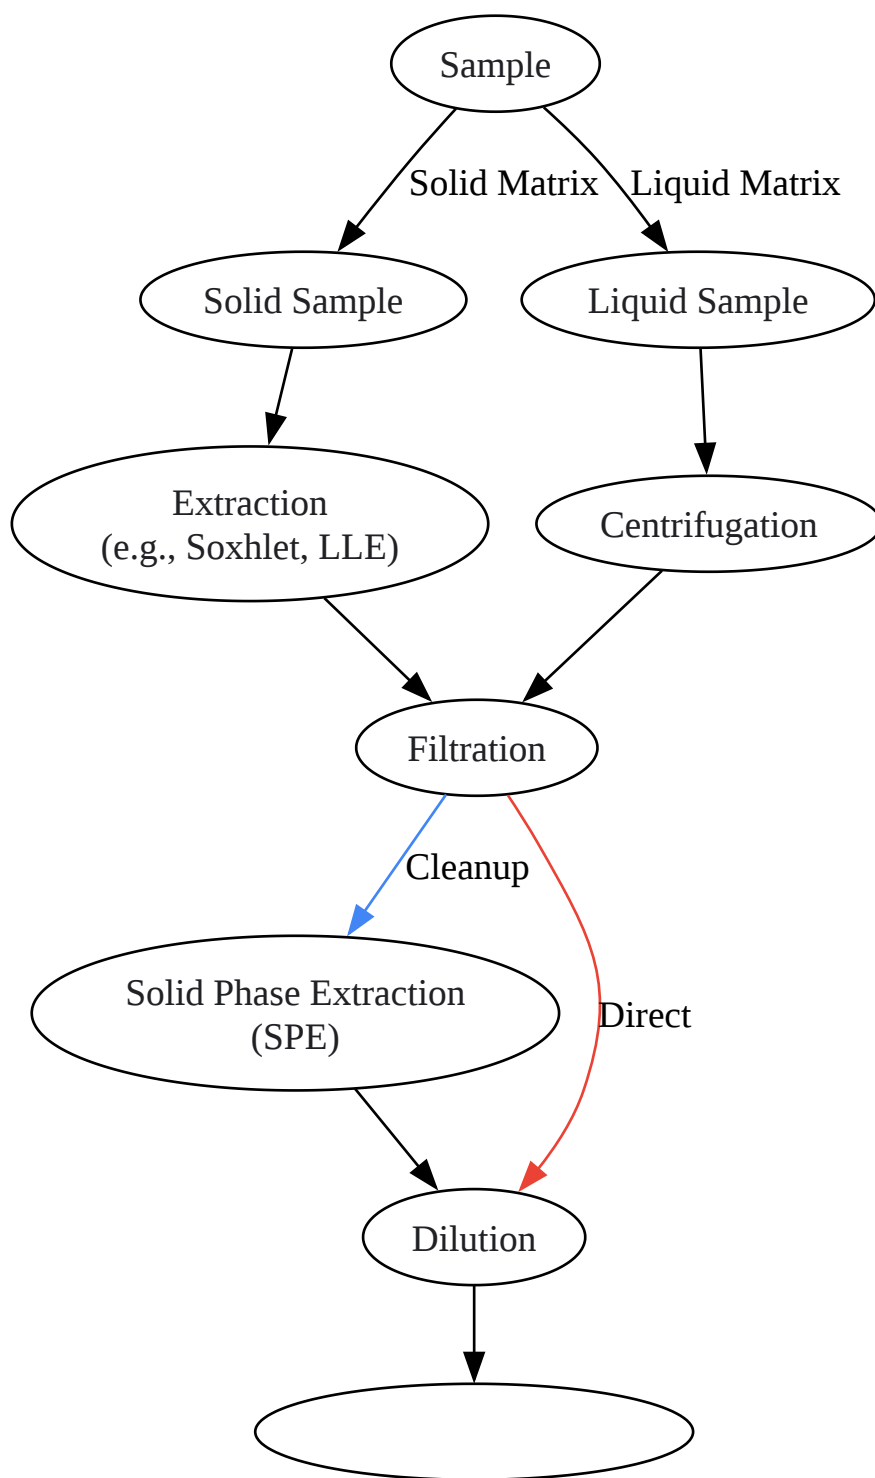 Sample
Solid Matrix
Liquid Matrix
Solid Sample
Liquid Sample
Extraction
(e.g., Soxhlet, LLE)
Centrifugation
Filtration
Cleanup
Solid Phase Extraction
(SPE)
Direct
Dilution